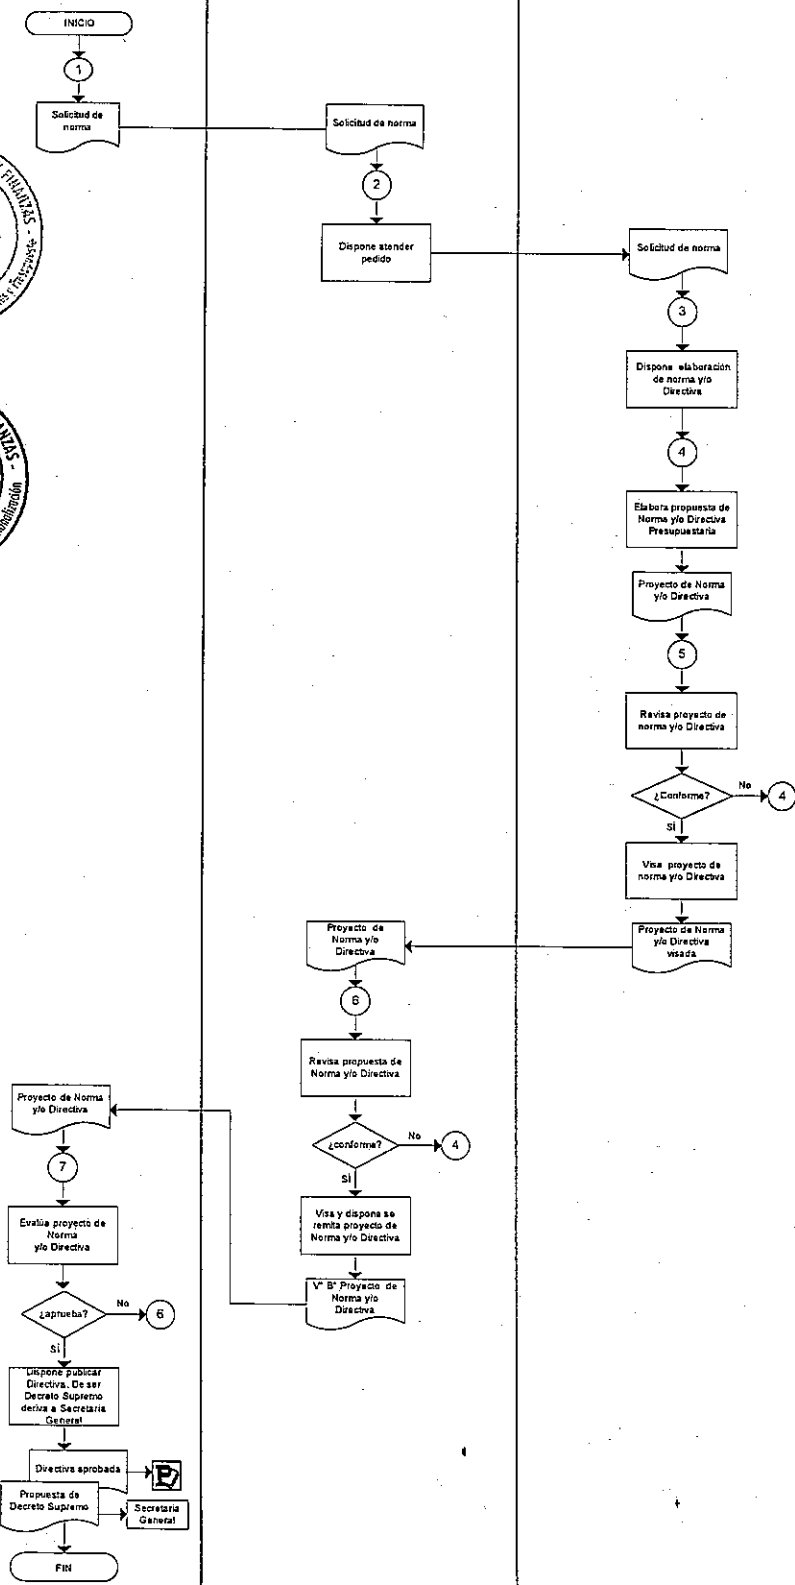 INICIO
1
Solicitud de
norma
Solicitud de norma
2
Dispone atender
pedido
Solicitud de norma
3
Dispone elaboración
de norma y/o
Directiva
4
Elabora propuesta de
Norma y/o Directiva
Presupuestaria
Proyecto de Norma
y/o Directiva
5
Revisa proyecto de
norma y/o Directiva
¿Conforme?
No
4
SÍ
Visa proyecto de
norma y/o Directiva
Proyecto de Norma
y/o Directiva
visada
Proyecto de
Norma y/o
Directiva
6
Revisa propuesta de
Norma y/o Directiva
¿conforme?
No
4
SÍ
Visa y dispone se
remita proyecto de
Norma y/o Directiva
V° B° Proyecto de
Norma y/o
Directiva
Proyecto de Norma
y/o Directiva
7
Evalúa proyecto de
Norma
y/o Directiva
¿aprueba?
No
6
SÍ
Dispone publicar
Directiva. De ser
Decreto Supremo
deriva a Secretaría
General
Directiva aprobada
P
Propuesta de
Decreto Supremo
Secretaría
General
FIN
FINANZAS -
ANZAS -